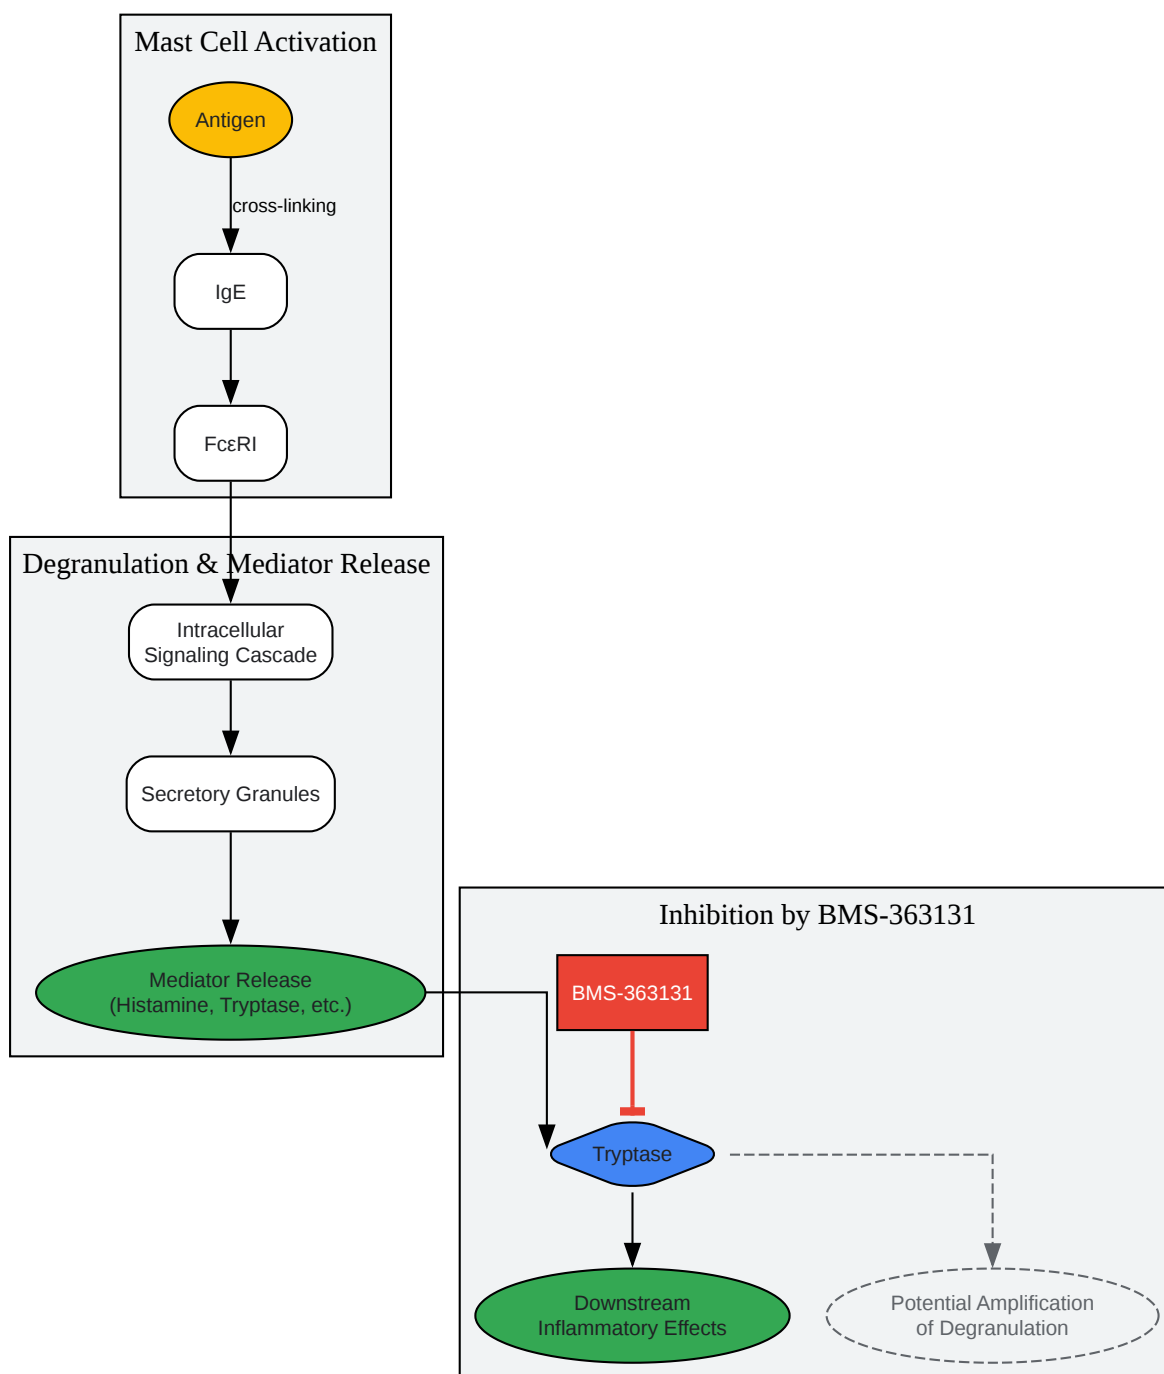 Mast Cell Activation
Antigen
cross-linking
IgE
FcεRI
Degranulation & Mediator Release
Intracellular
Signaling Cascade
Secretory Granules
Mediator Release
(Histamine, Tryptase, etc.)
Inhibition by BMS-363131
BMS-363131
Tryptase
Downstream
Inflammatory Effects
Potential Amplification
of Degranulation